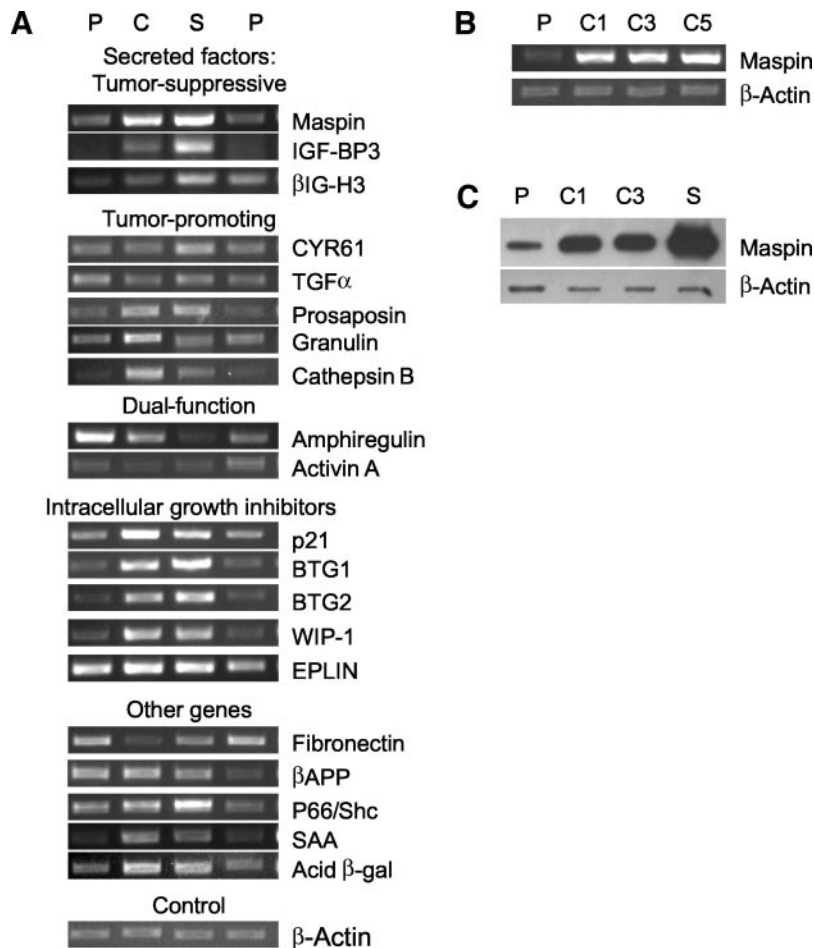 A
P C S P
Secreted factors:
Tumor-suppressive
Maspin
IGF-BP3
βIG-H3
Tumor-promoting
CYR61
TGFα
Prosaposin
Granulin
Cathepsin B
Dual-function
Amphiregulin
Activin A
Intracellular growth inhibitors
p21
BTG1
BTG2
WIP-1
EPLIN
Other genes
Fibronectin
βAPP
P66/Shc
SAA
Acid β-gal
Control
β-Actin
B
P C1 C3 C5
Maspin
β-Actin
C
P C1 C3 S
Maspin
β-Actin